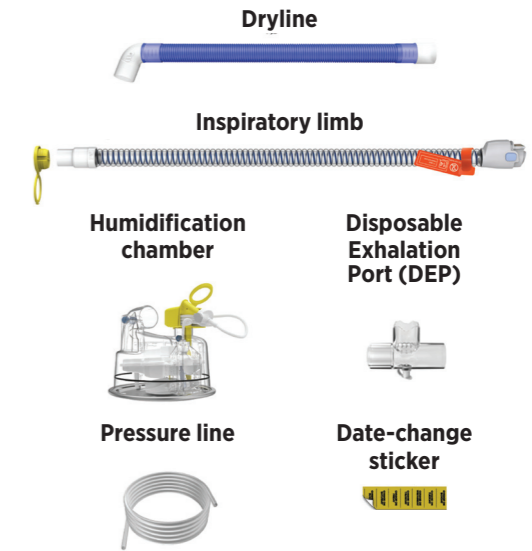 Dryline
Inspiratory limb
Humidification
chamber
Disposable
Exhalation
Port (DEP)
Pressure line
Date-change
sticker